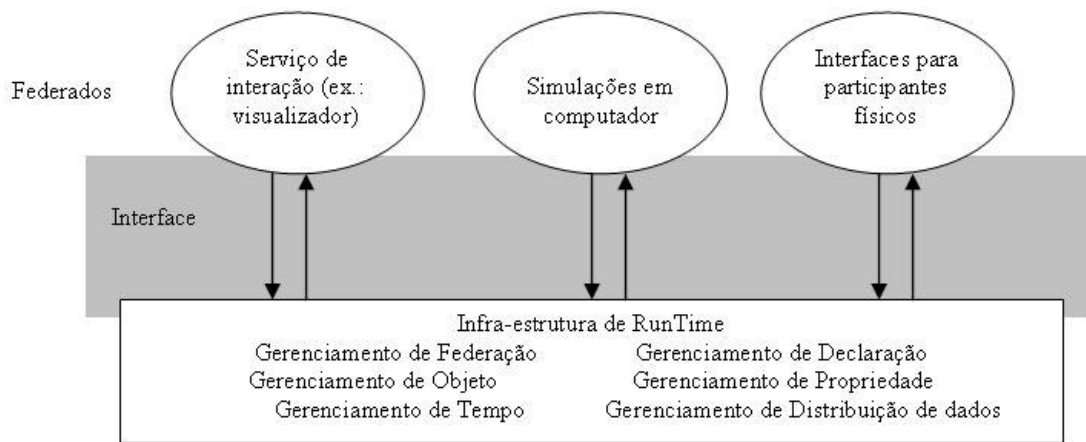 Federados
Serviço de
interação (ex.:
visualizador)
Simulações em
computador
Interfaces para
participantes
físicos
Interface
Infra-estrutura de RunTime
Gerenciamento de Federação
Gerenciamento de Declaração
Gerenciamento de Objeto
Gerenciamento de Propriedade
Gerenciamento de Tempo
Gerenciamento de Distribuição de dados